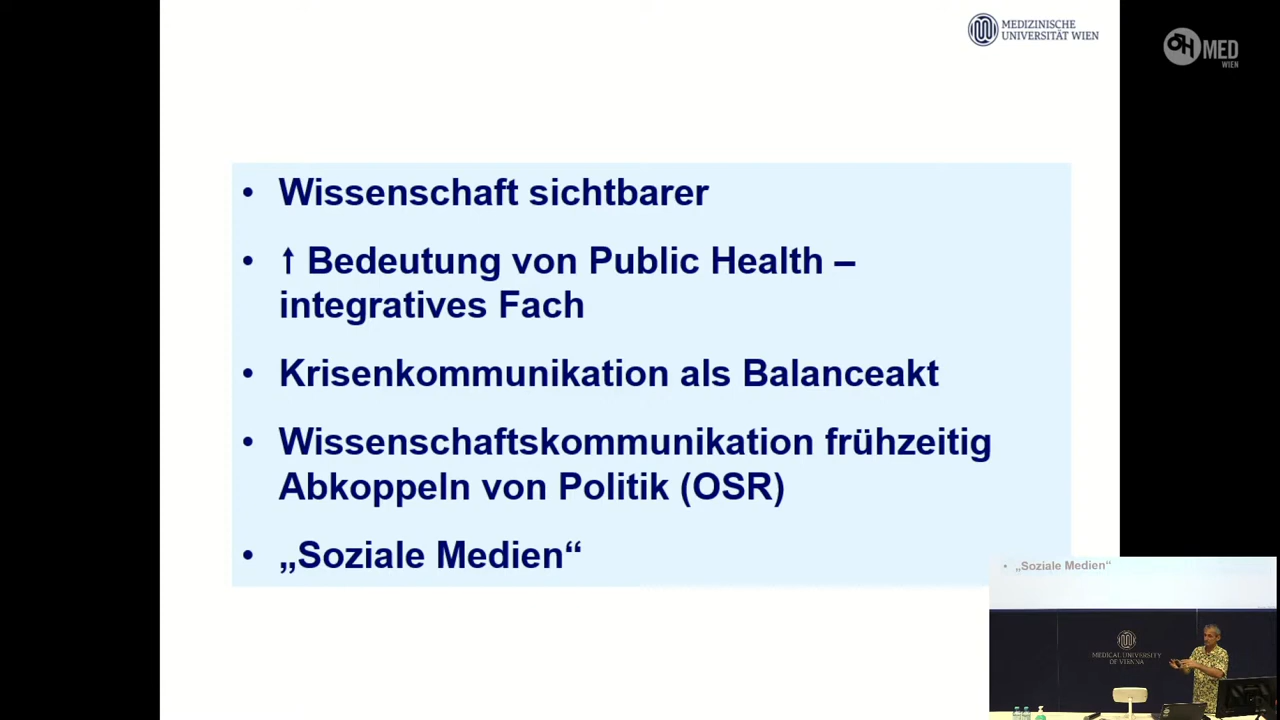 MEDIZINISCHE
UNIVERSITÄT WIEN
ÖH MED
WIEN
• Wissenschaft sichtbarer
• ↑ Bedeutung von Public Health –
integratives Fach
• Krisenkommunikation als Balanceakt
• Wissenschaftskommunikation frühzeitig
Abkoppeln von Politik (OSR)
• „Soziale Medien“
• „Soziale Medien“
MEDICAL UNIVERSITY
OF VIENNA